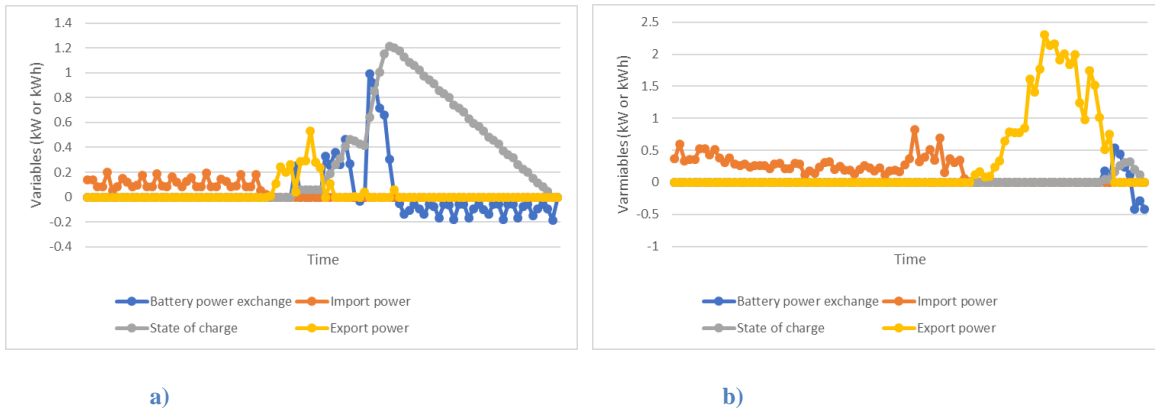 1.4
1.2
1
0.8
0.6
0.4
0.2
0
-0.2
-0.4
Variables (kW or kWh)
Time
Battery power exchange
Import power
State of charge
Export power
a)
2.5
2
1.5
1
0.5
0
-0.5
-1
Varmiables (kW or kWh)
Time
Battery power exchange
Import power
State of charge
Export power
b)